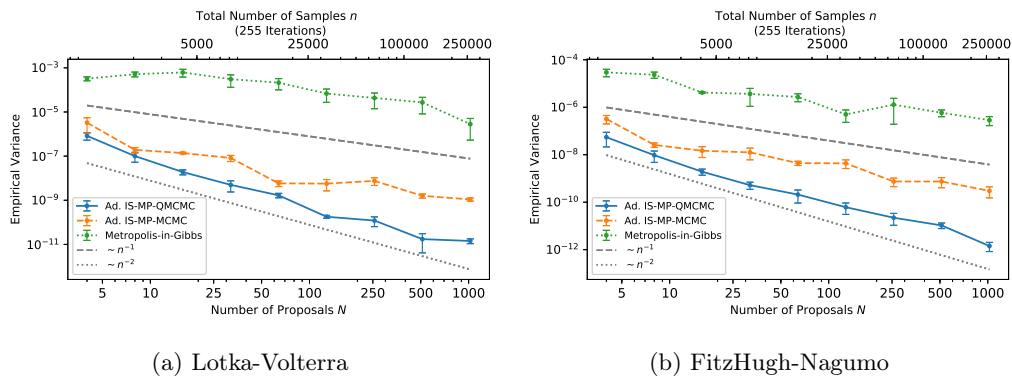 Total Number of Samples n
(255 Iterations)
5000 25000 100000 250000
10⁻³
10⁻⁵
10⁻⁷
10⁻⁹
10⁻¹¹
Empirical Variance
Ad. IS-MP-QMCMC
Ad. IS-MP-MCMC
Metropolis-in-Gibbs
~ n⁻¹
~ n⁻²
5 10 25 50 100 250 500 1000
Number of Proposals N
(a) Lotka-Volterra
Total Number of Samples n
(255 Iterations)
5000 25000 100000 250000
10⁻⁴
10⁻⁶
10⁻⁸
10⁻¹⁰
10⁻¹²
Empirical Variance
Ad. IS-MP-QMCMC
Ad. IS-MP-MCMC
Metropolis-in-Gibbs
~ n⁻¹
~ n⁻²
5 10 25 50 100 250 500 1000
Number of Proposals N
(b) FitzHugh-Nagumo